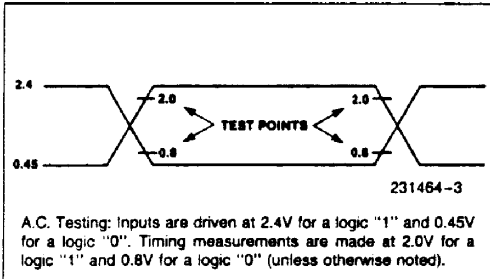 2.4
2.0
2.0
TEST POINTS
0.8
0.8
0.45
231464-3
A.C. Testing: Inputs are driven at 2.4V for a logic "1" and 0.45V
for a logic "0". Timing measurements are made at 2.0V for a
logic "1" and 0.8V for a logic "0" (unless otherwise noted).